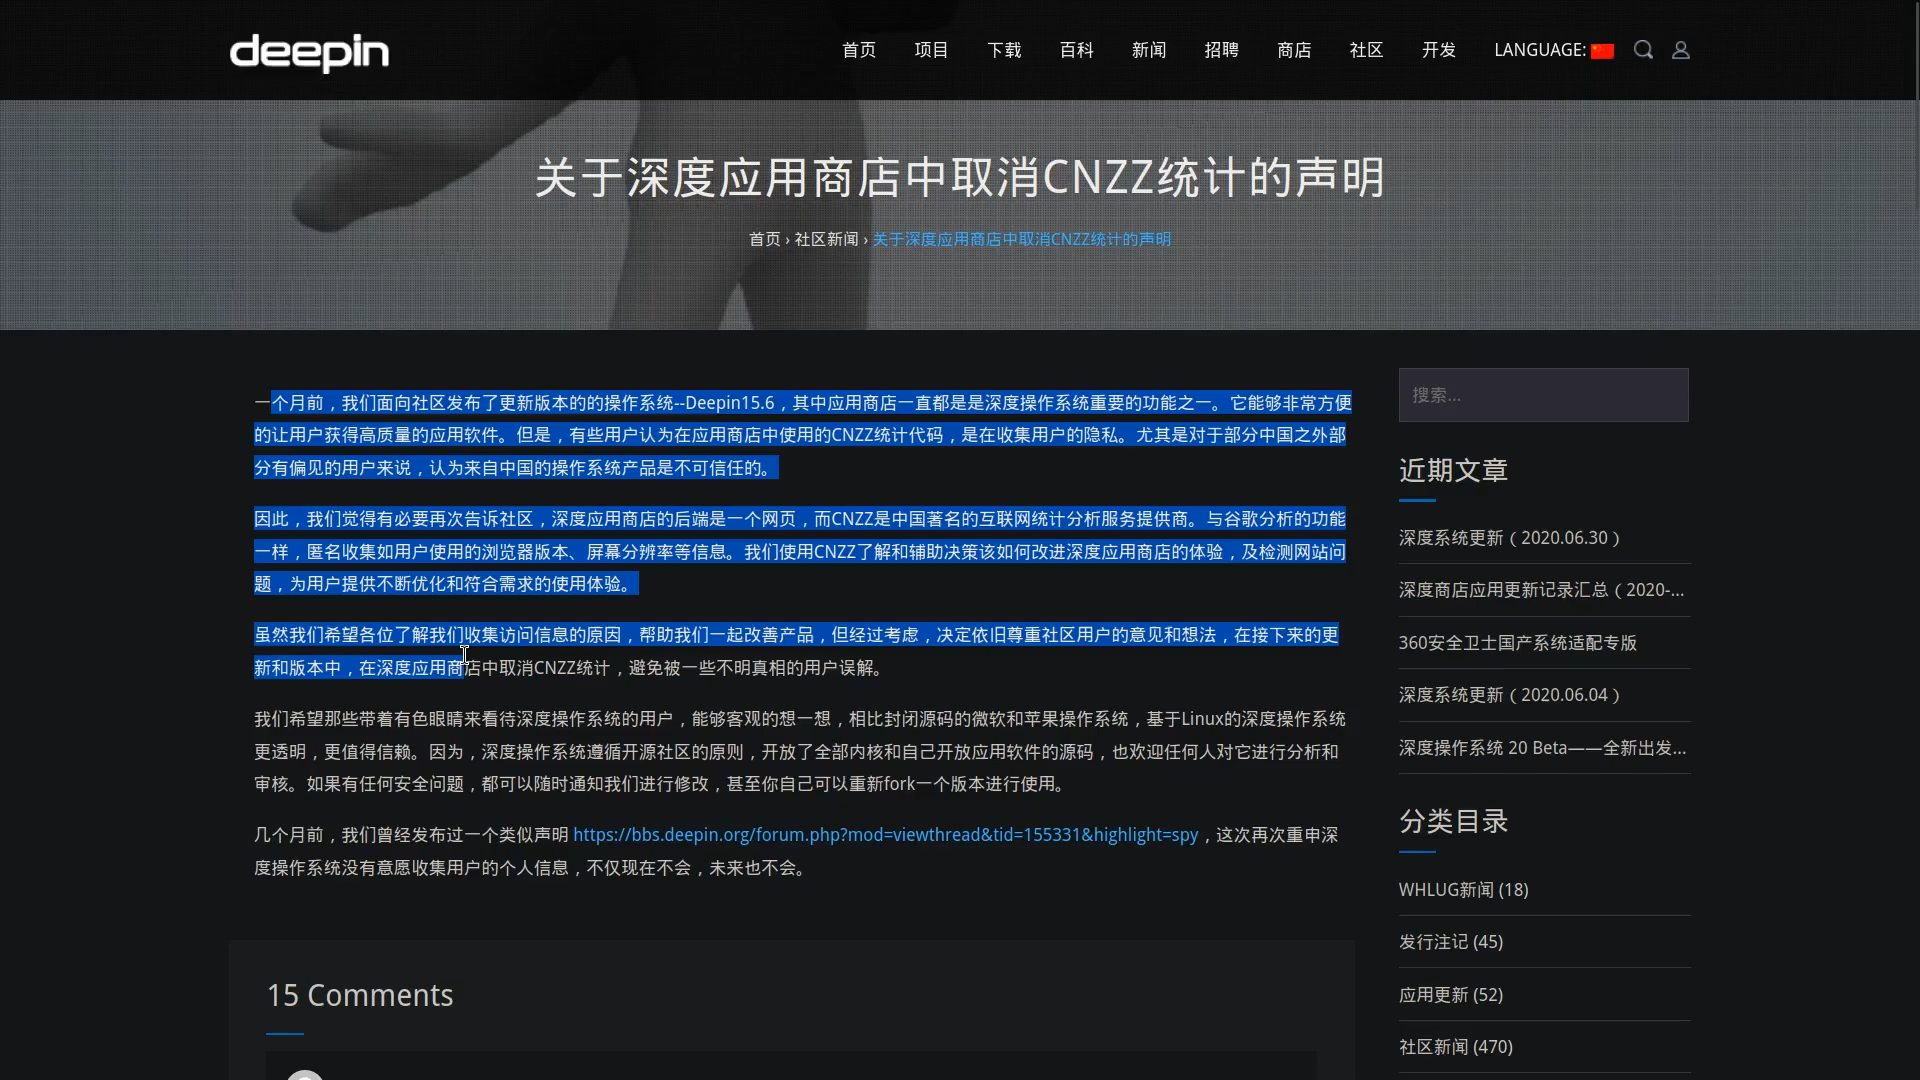 deepin
首页 项目 下载 百科 新闻 招聘 商店 社区 开发 LANGUAGE:
关于深度应用商店中取消CNZZ统计的声明
首页 › 社区新闻 › 关于深度应用商店中取消CNZZ统计的声明
一个月前，我们面向社区发布了更新版本的的操作系统--Deepin15.6，其中应用商店一直都是是深度操作系统重要的功能之一。它能够非常方便
的让用户获得高质量的应用软件。但是，有些用户认为在应用商店中使用的CNZZ统计代码，是在收集用户的隐私。尤其是对于部分中国之外部
分有偏见的用户来说，认为来自中国的操作系统产品是不可信任的。
因此，我们觉得有必要再次告诉社区，深度应用商店的后端是一个网页，而CNZZ是中国著名的互联网统计分析服务提供商。与谷歌分析的功能
一样，匿名收集如用户使用的浏览器版本、屏幕分辨率等信息。我们使用CNZZ了解和辅助决策该如何改进深度应用商店的体验，及检测网站问
题，为用户提供不断优化和符合需求的使用体验。
虽然我们希望各位了解我们收集访问信息的原因，帮助我们一起改善产品，但经过考虑，决定依旧尊重社区用户的意见和想法，在接下来的更
新和版本中，在深度应用商店中取消CNZZ统计，避免被一些不明真相的用户误解。
我们希望那些带着有色眼睛来看待深度操作系统的用户，能够客观的想一想，相比封闭源码的微软和苹果操作系统，基于Linux的深度操作系统
更透明，更值得信赖。因为，深度操作系统遵循开源社区的原则，开放了全部内核和自己开放应用软件的源码，也欢迎任何人对它进行分析和
审核。如果有任何安全问题，都可以随时通知我们进行修改，甚至你自己可以重新fork一个版本进行使用。
几个月前，我们曾经发布过一个类似声明 https://bbs.deepin.org/forum.php?mod=viewthread&tid=155331&highlight=spy，这次再次重申深
度操作系统没有意愿收集用户的个人信息，不仅现在不会，未来也不会。
15 Comments
搜索...
近期文章
深度系统更新（2020.06.30）
深度商店应用更新记录汇总（2020-...
360安全卫士国产系统适配专版
深度系统更新（2020.06.04）
深度操作系统 20 Beta——全新出发...
分类目录
WHLUG新闻 (18)
发行注记 (45)
应用更新 (52)
社区新闻 (470)